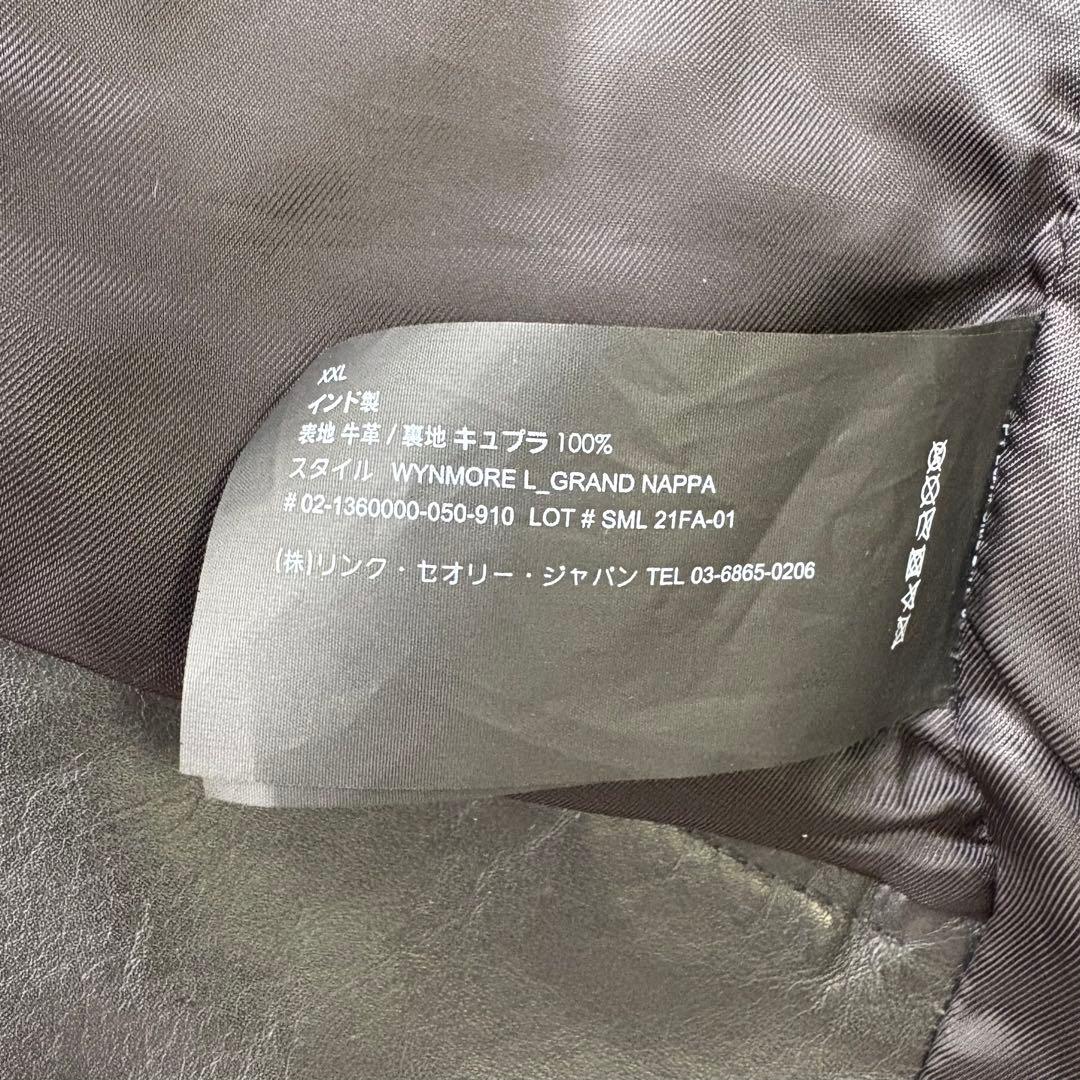 XXL
インド製
表地 牛革 / 裏地 キュプラ 100%
スタイル WYNMORE L_GRAND NAPPA
# 02-1360000-050-910 LOT # SML 21FA-01
(株)リンク・セオリー・ジャパン TEL 03-6865-0206